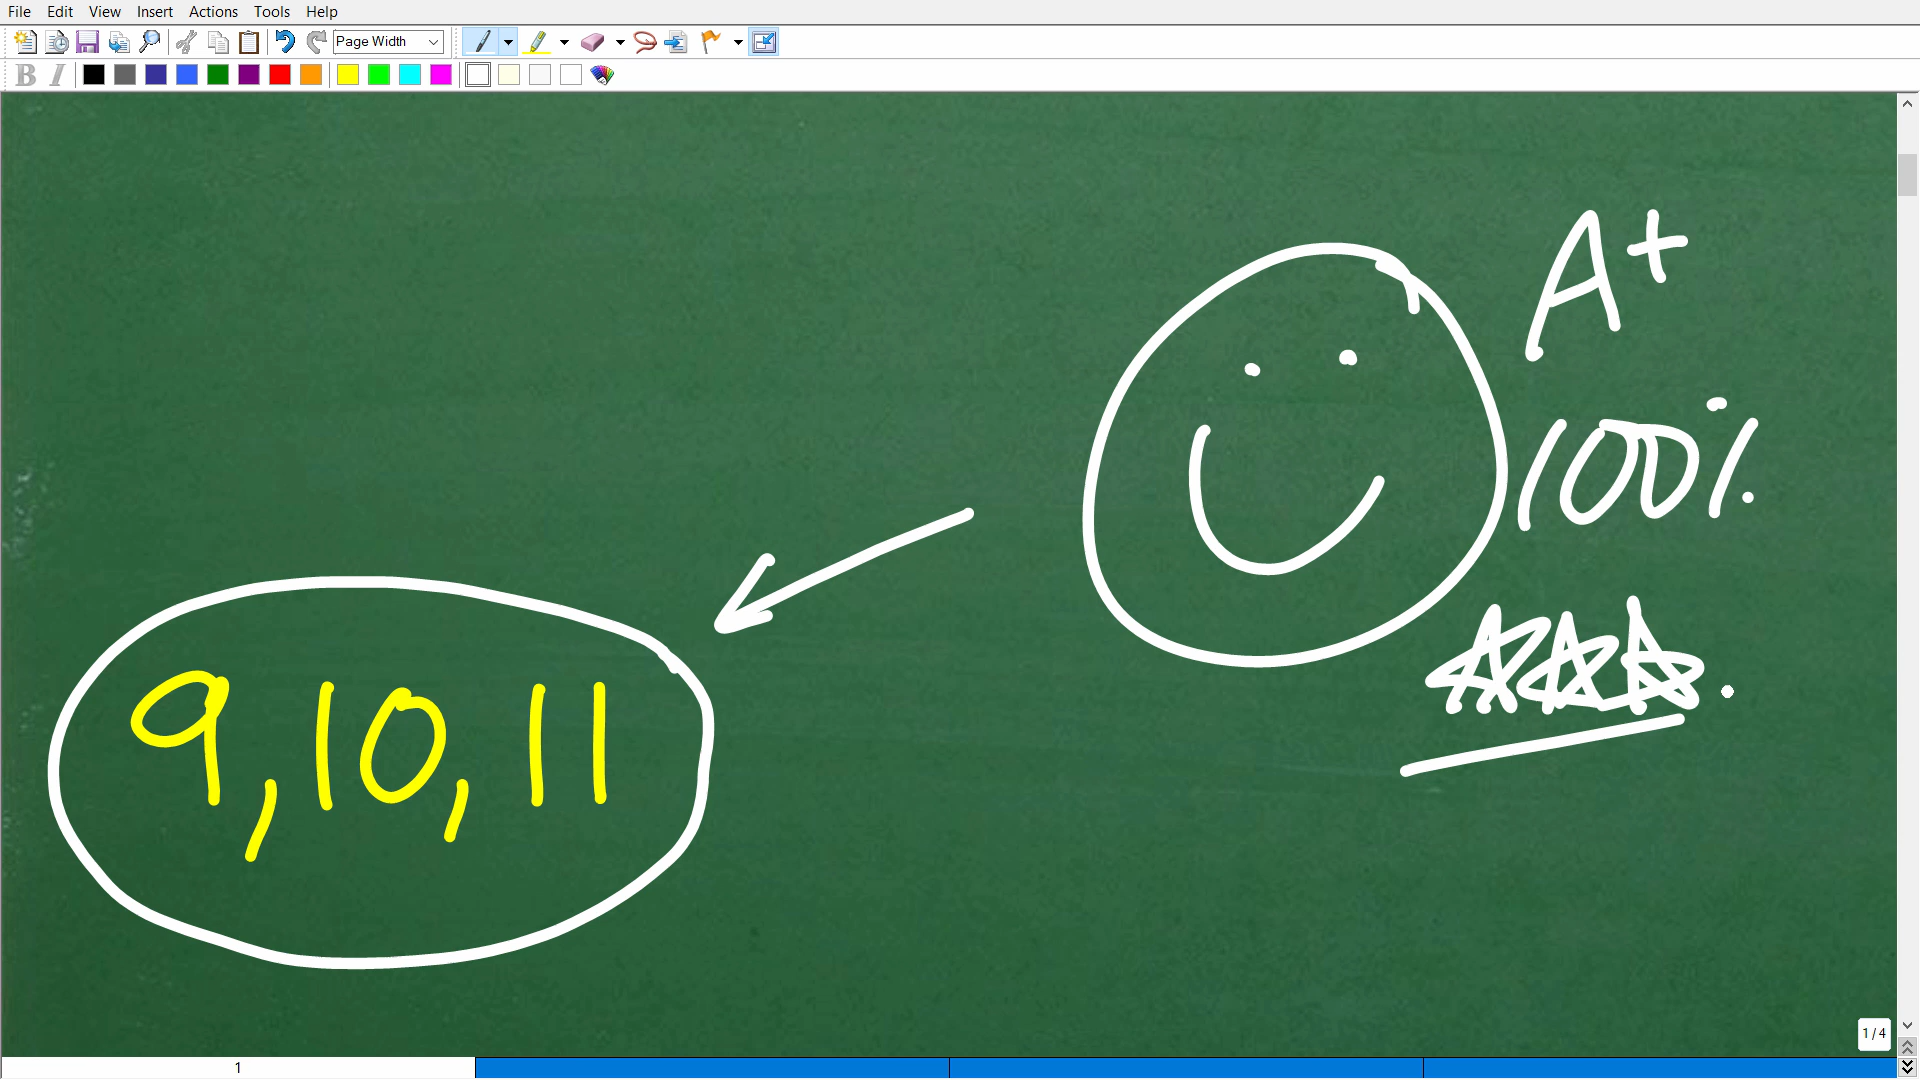 File Edit View Insert Actions Tools Help
Page Width
B I
A+
100%
9, 10, 11
1 / 4
1